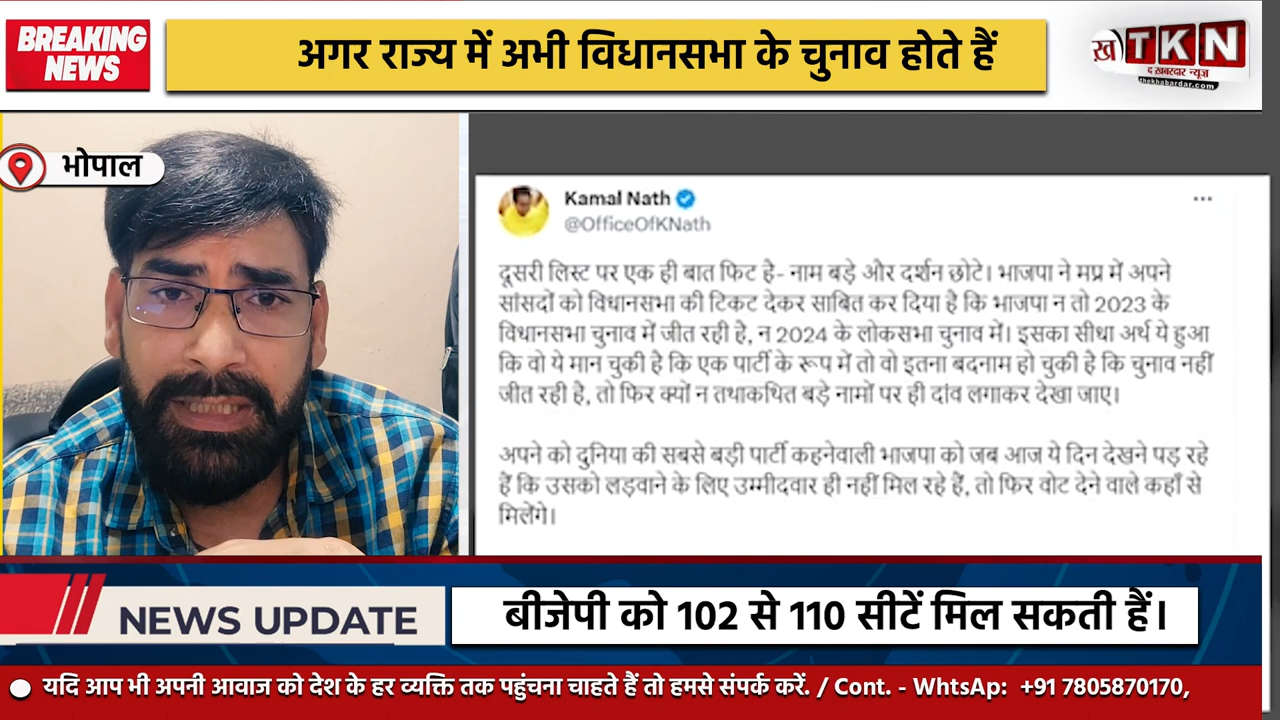 BREAKING
NEWS
अगर राज्य में अभी विधानसभा के चुनाव होते हैं
ख़ TKN
द ख़बरदार न्यूज़
thekhabardar.com
भोपाल
Kamal Nath
@OfficeOfKNath
दूसरी लिस्ट पर एक ही बात फिट है- नाम बड़े और दर्शन छोटे। भाजपा ने मप्र में अपने
सांसदों को विधानसभा की टिकट देकर साबित कर दिया है कि भाजपा न तो 2023 के
विधानसभा चुनाव में जीत रही है, न 2024 के लोकसभा चुनाव में। इसका सीधा अर्थ ये हुआ
कि वो ये मान चुकी है कि एक पार्टी के रूप में तो वो इतना बदनाम हो चुकी है कि चुनाव नहीं
जीत रही है, तो फिर क्यों न तथाकथित बड़े नामों पर ही दांव लगाकर देखा जाए।
अपने को दुनिया की सबसे बड़ी पार्टी कहनेवाली भाजपा को जब आज ये दिन देखने पड़ रहे
हैं कि उसको लड़वाने के लिए उम्मीदवार ही नहीं मिल रहे हैं, तो फिर वोट देने वाले कहाँ से
मिलेंगे।
NEWS UPDATE
बीजेपी को 102 से 110 सीटें मिल सकती हैं।
यदि आप भी अपनी आवाज को देश के हर व्यक्ति तक पहुंचना चाहते हैं तो हमसे संपर्क करें. / Cont. - WhtsAp: +91 7805870170,